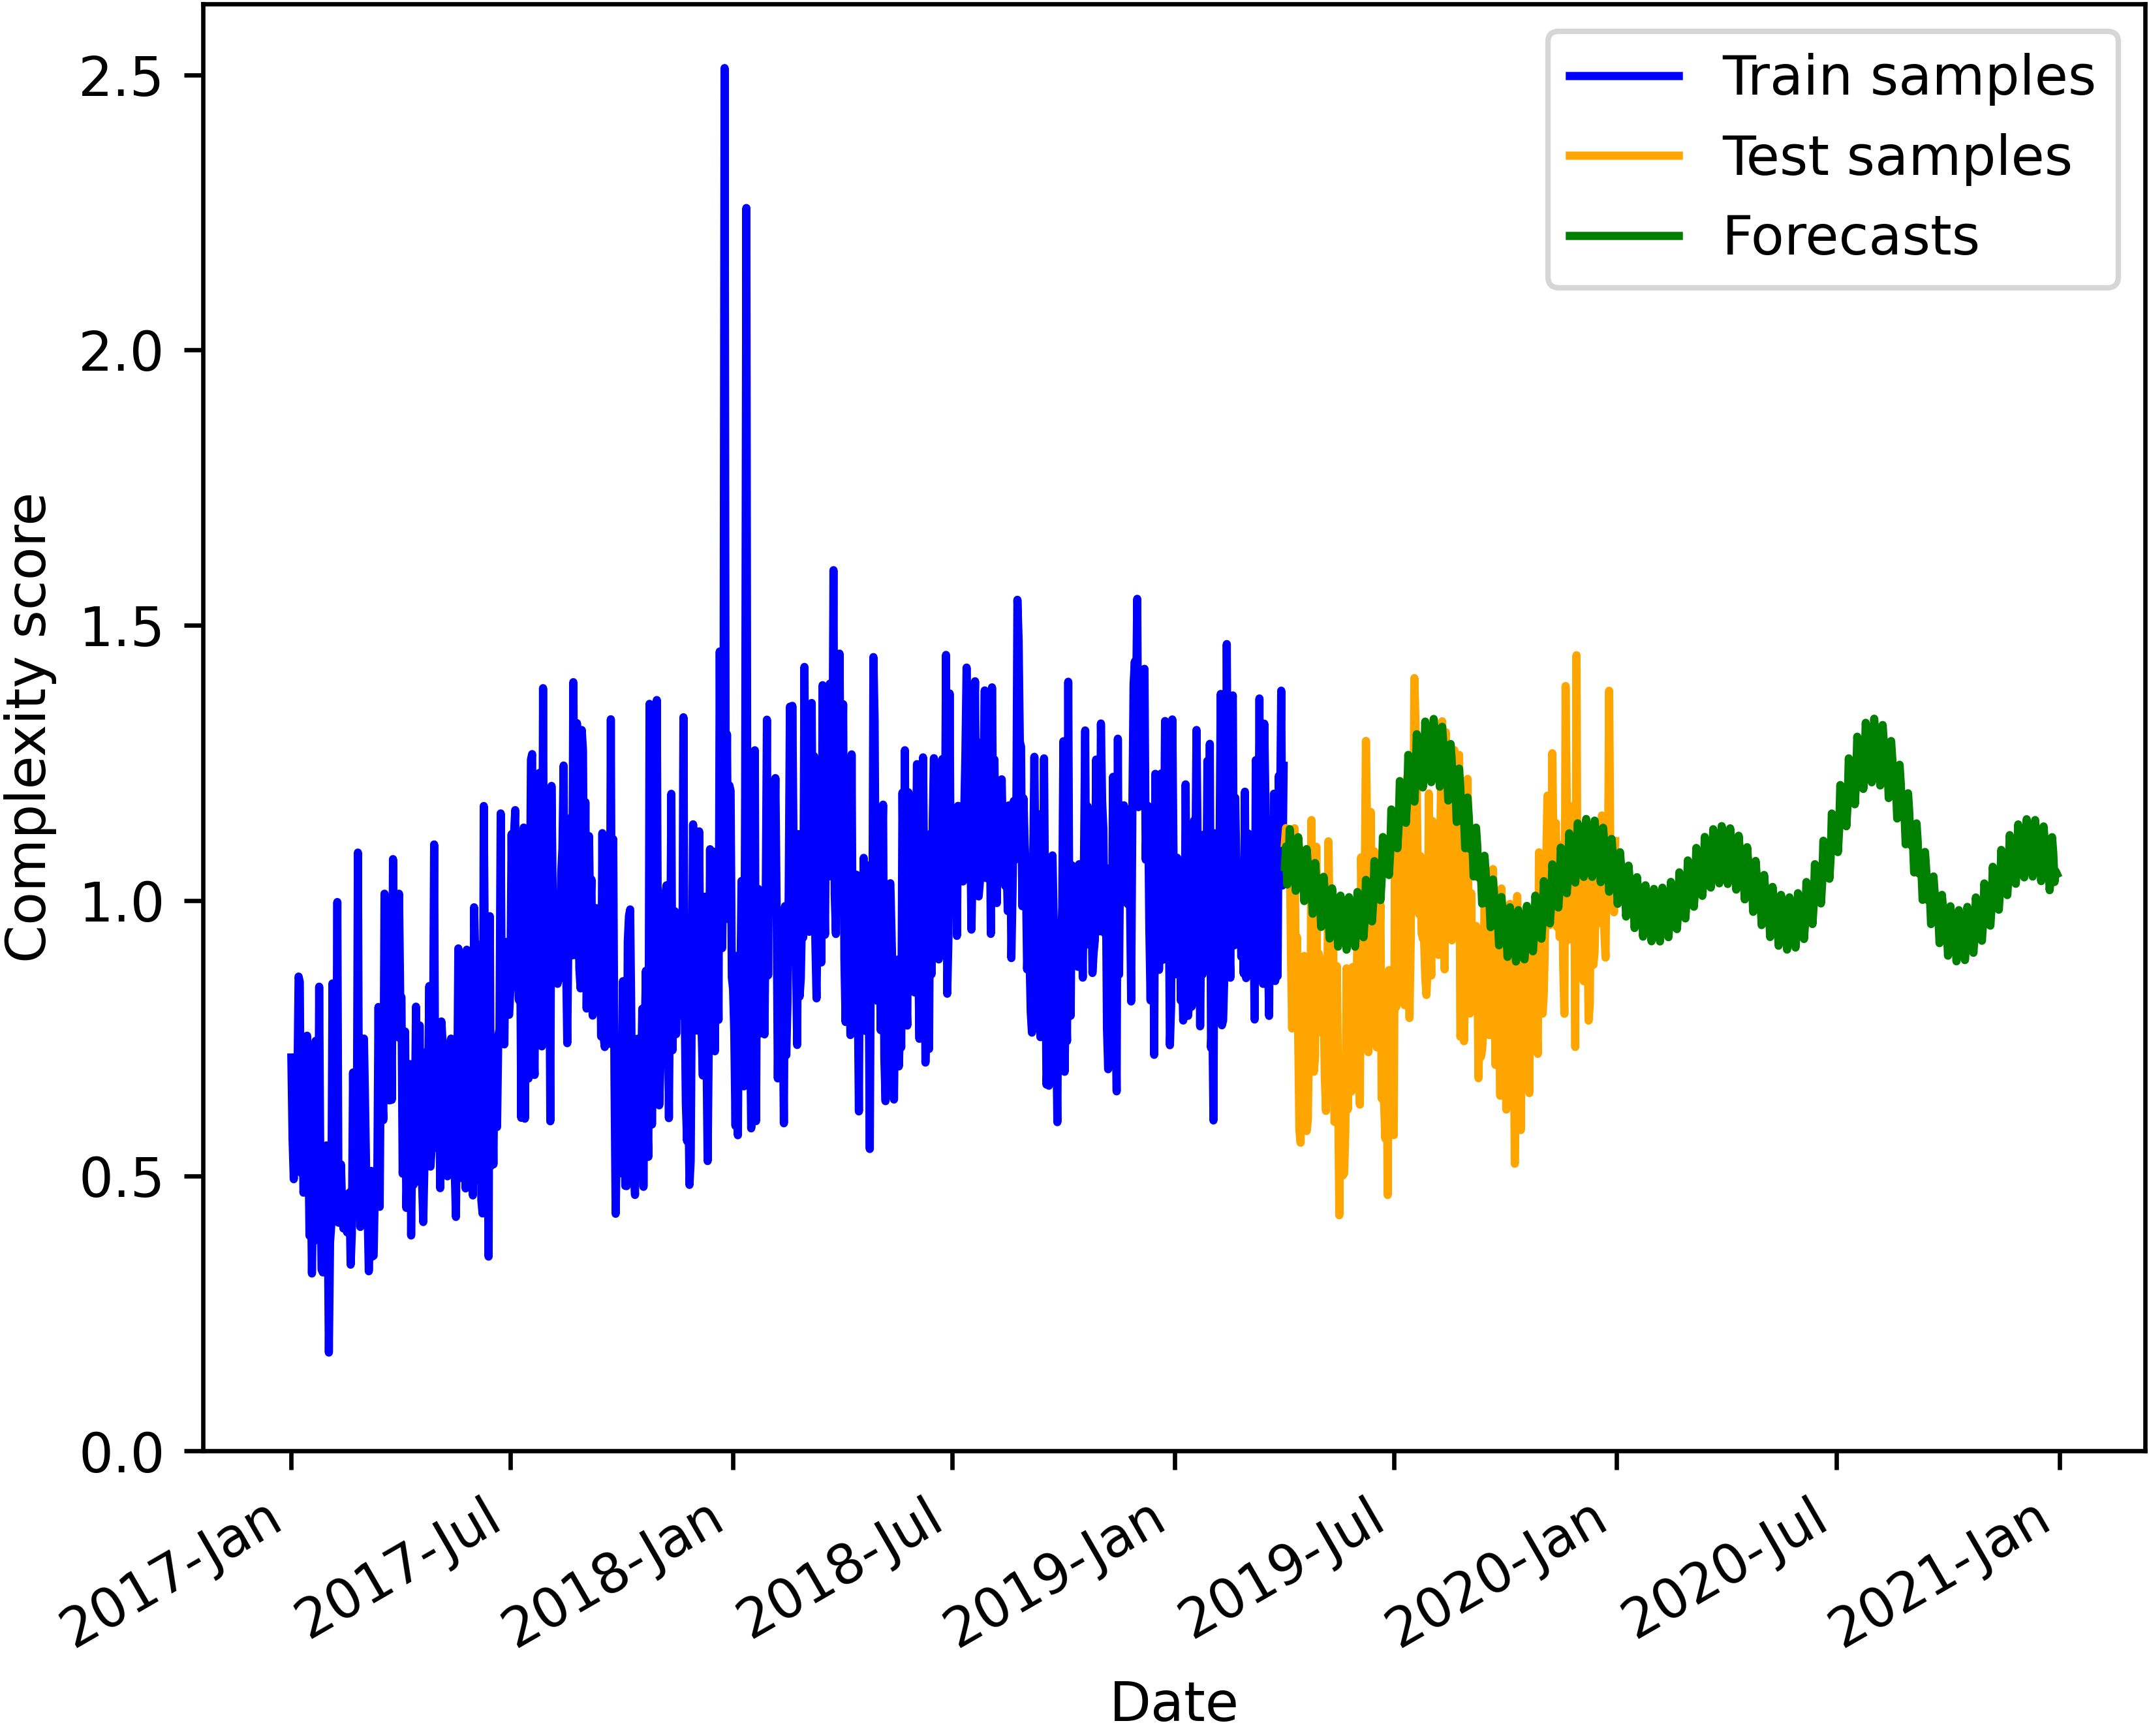 Train samples
Test samples
Forecasts
2.5
2.0
1.5
1.0
0.5
0.0
Complexity score
2017-Jan
2017-Jul
2018-Jan
2018-Jul
2019-Jan
2019-Jul
2020-Jan
2020-Jul
2021-Jan
Date